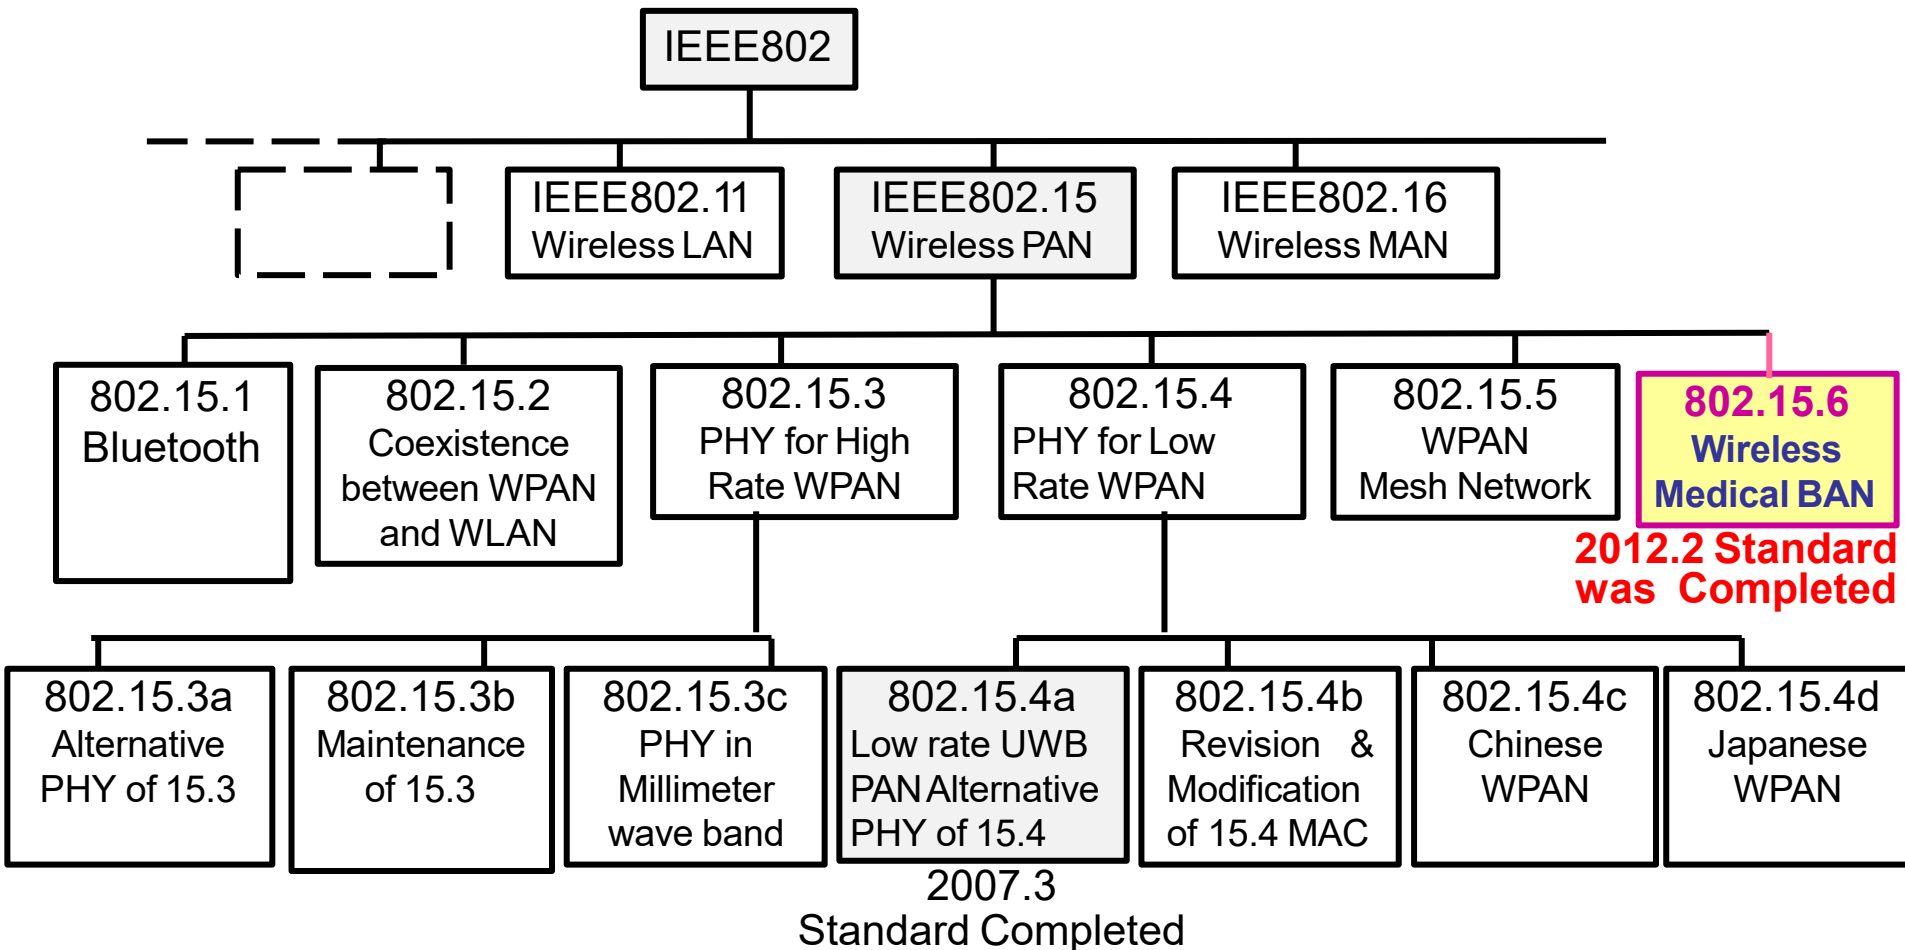 IEEE802
IEEE802.11
Wireless LAN
IEEE802.15
Wireless PAN
IEEE802.16
Wireless MAN
802.15.1
Bluetooth
802.15.2
Coexistence
between WPAN
and WLAN
802.15.3
PHY for High
Rate WPAN
802.15.4
PHY for Low
Rate WPAN
802.15.5
WPAN
Mesh Network
802.15.6
Wireless
Medical BAN
2012.2 Standard
was Completed
802.15.3a
Alternative
PHY of 15.3
802.15.3b
Maintenance
of 15.3
802.15.3c
PHY in
Millimeter
wave band
802.15.4a
Low rate UWB
PAN Alternative
PHY of 15.4
802.15.4b
Revision &
Modification
of 15.4 MAC
802.15.4c
Chinese
WPAN
802.15.4d
Japanese
WPAN
2007.3
Standard Completed